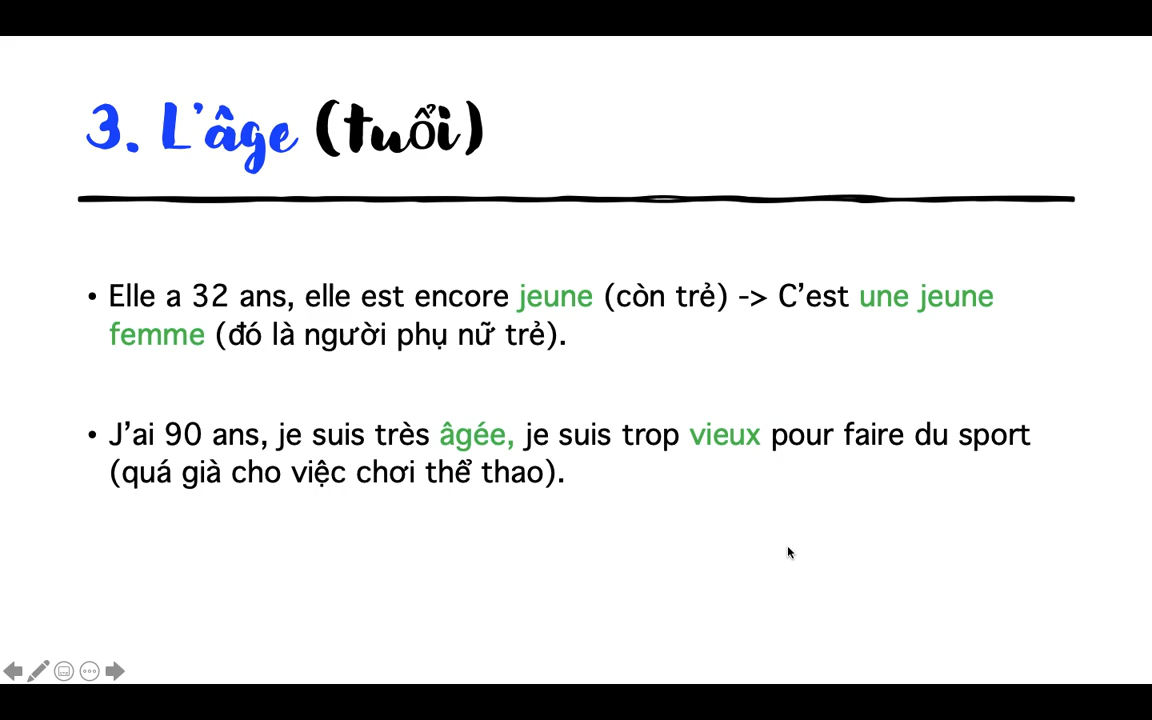 3. L'âge (tuổi)
• Elle a 32 ans, elle est encore jeune (còn trẻ) -> C’est une jeune
femme (đó là người phụ nữ trẻ).
• J’ai 90 ans, je suis très âgée, je suis trop vieux pour faire du sport
(quá già cho việc chơi thể thao).